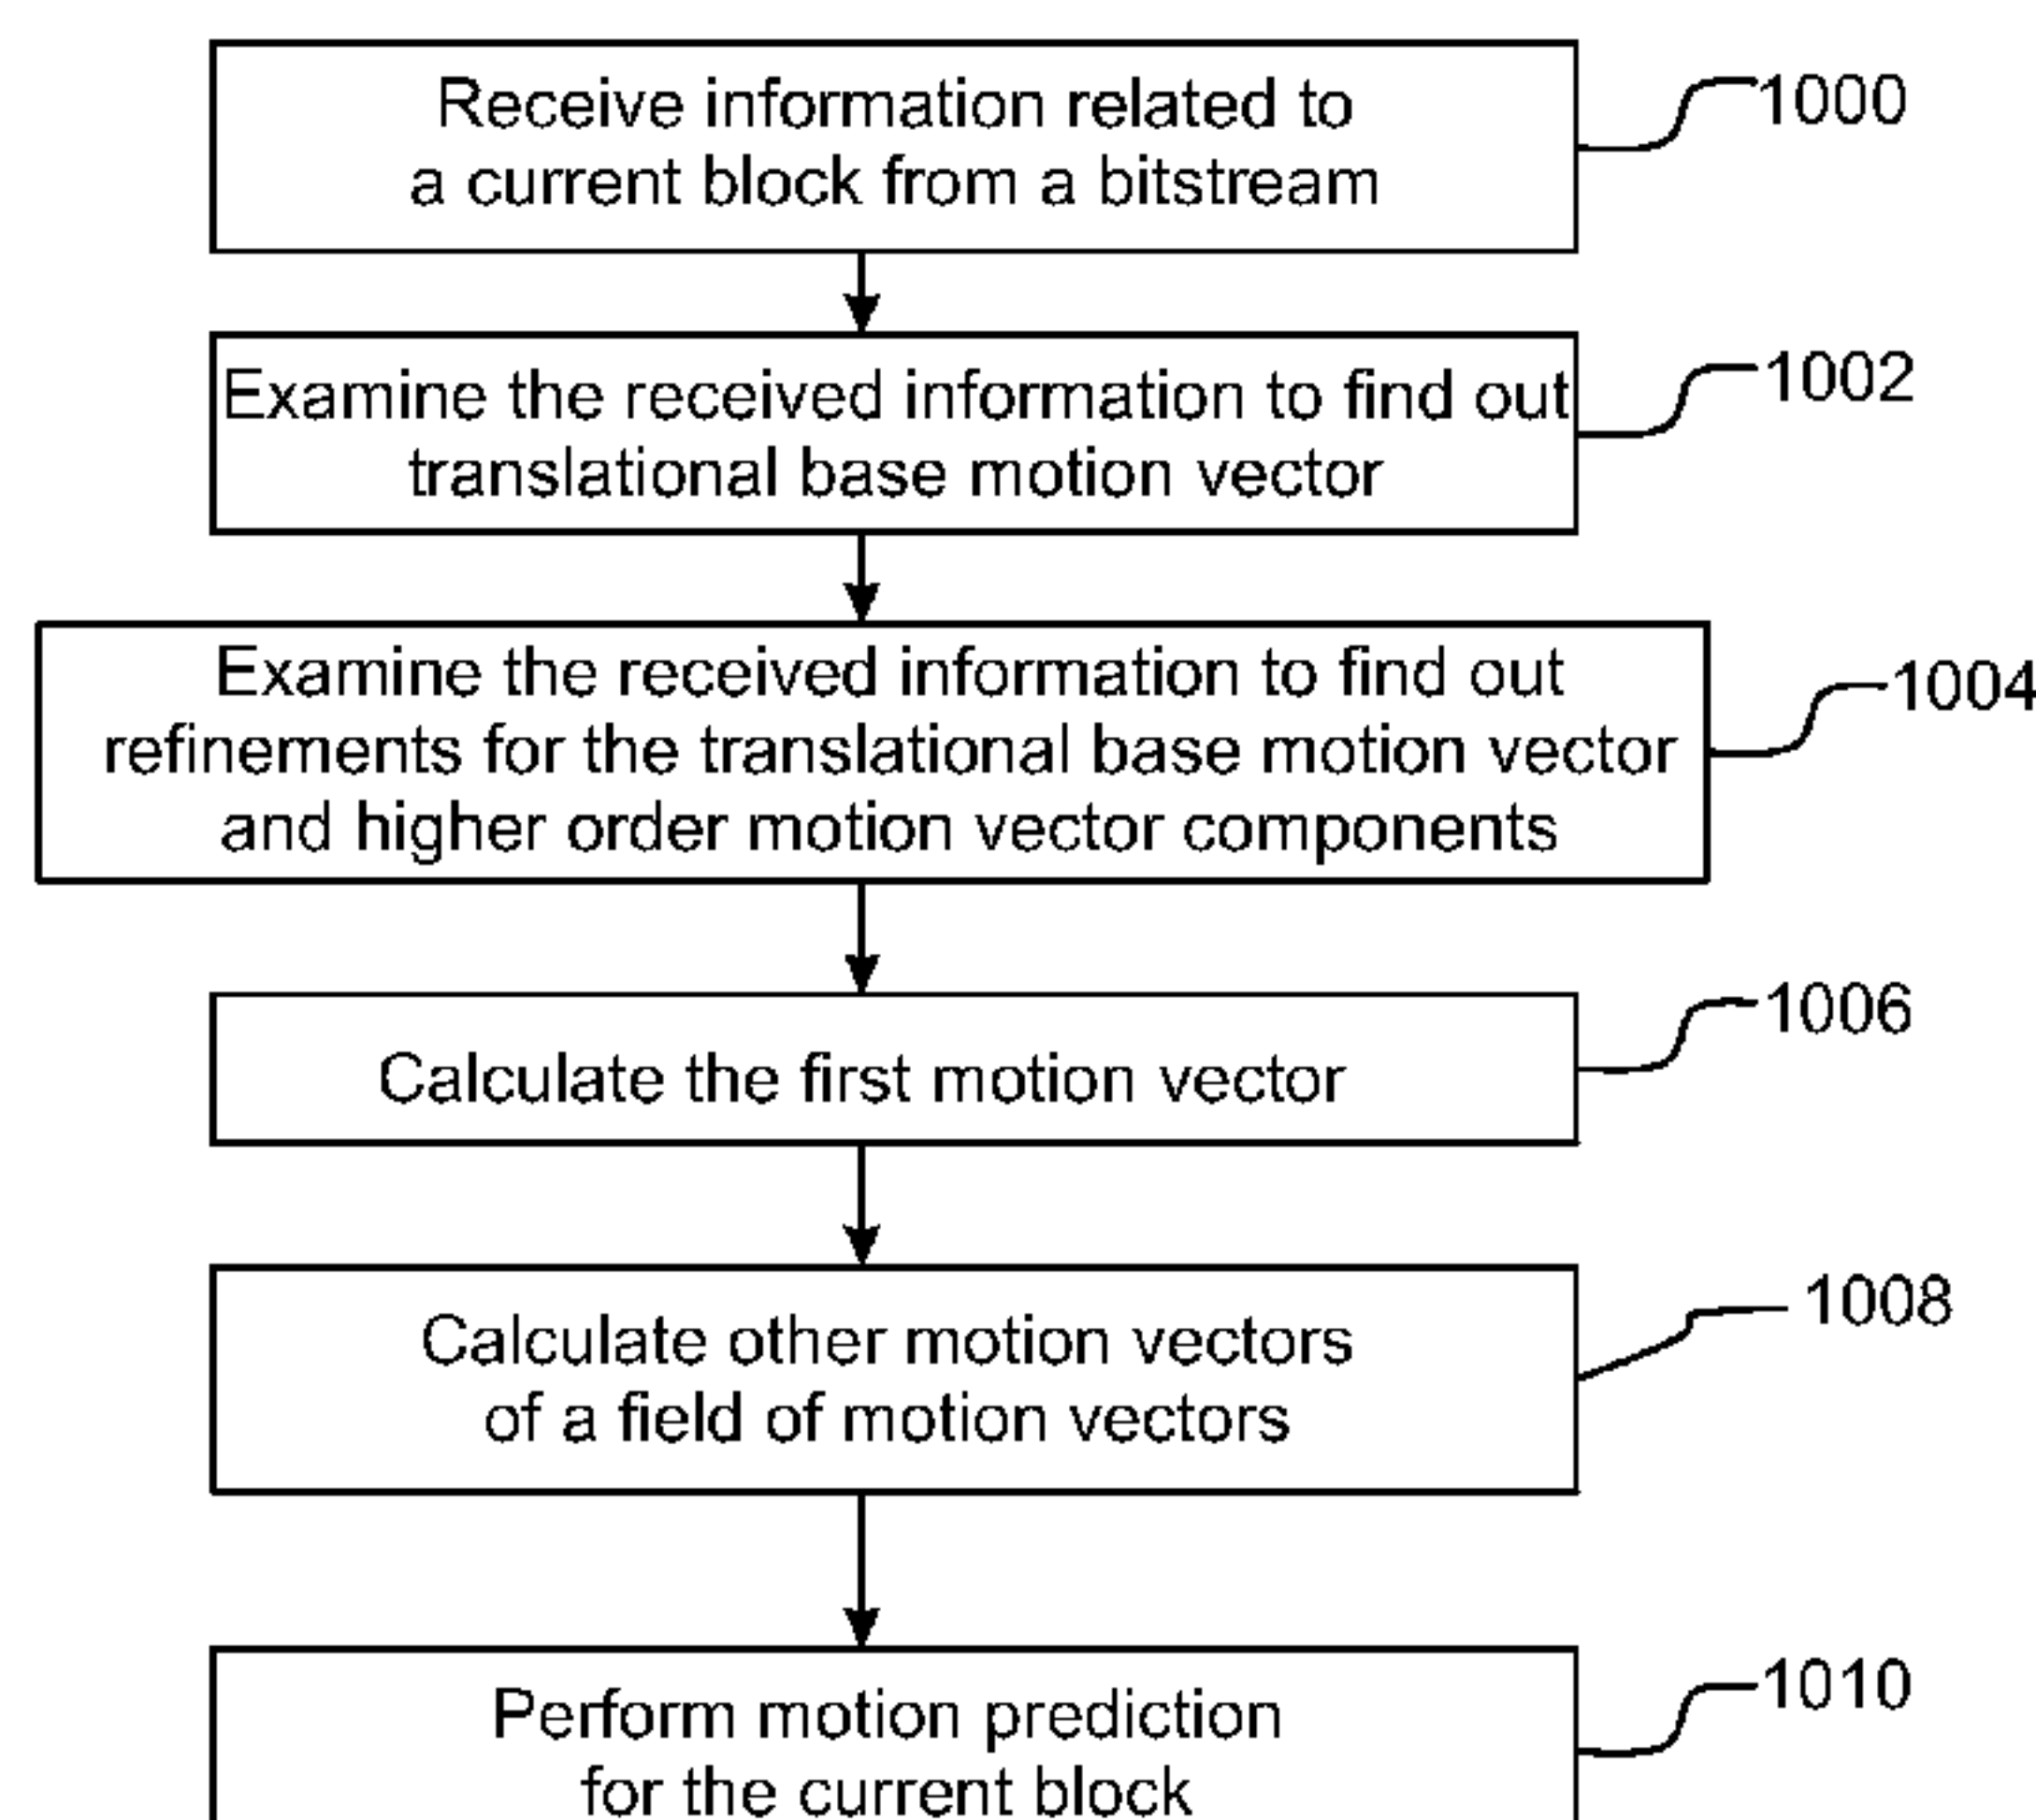 Receive information related to
a current block from a bitstream
1000
Examine the received information to find out
translational base motion vector
1002
Examine the received information to find out
refinements for the translational base motion vector
and higher order motion vector components
1004
Calculate the first motion vector
1006
Calculate other motion vectors
of a field of motion vectors
1008
Perform motion prediction
for the current block
1010